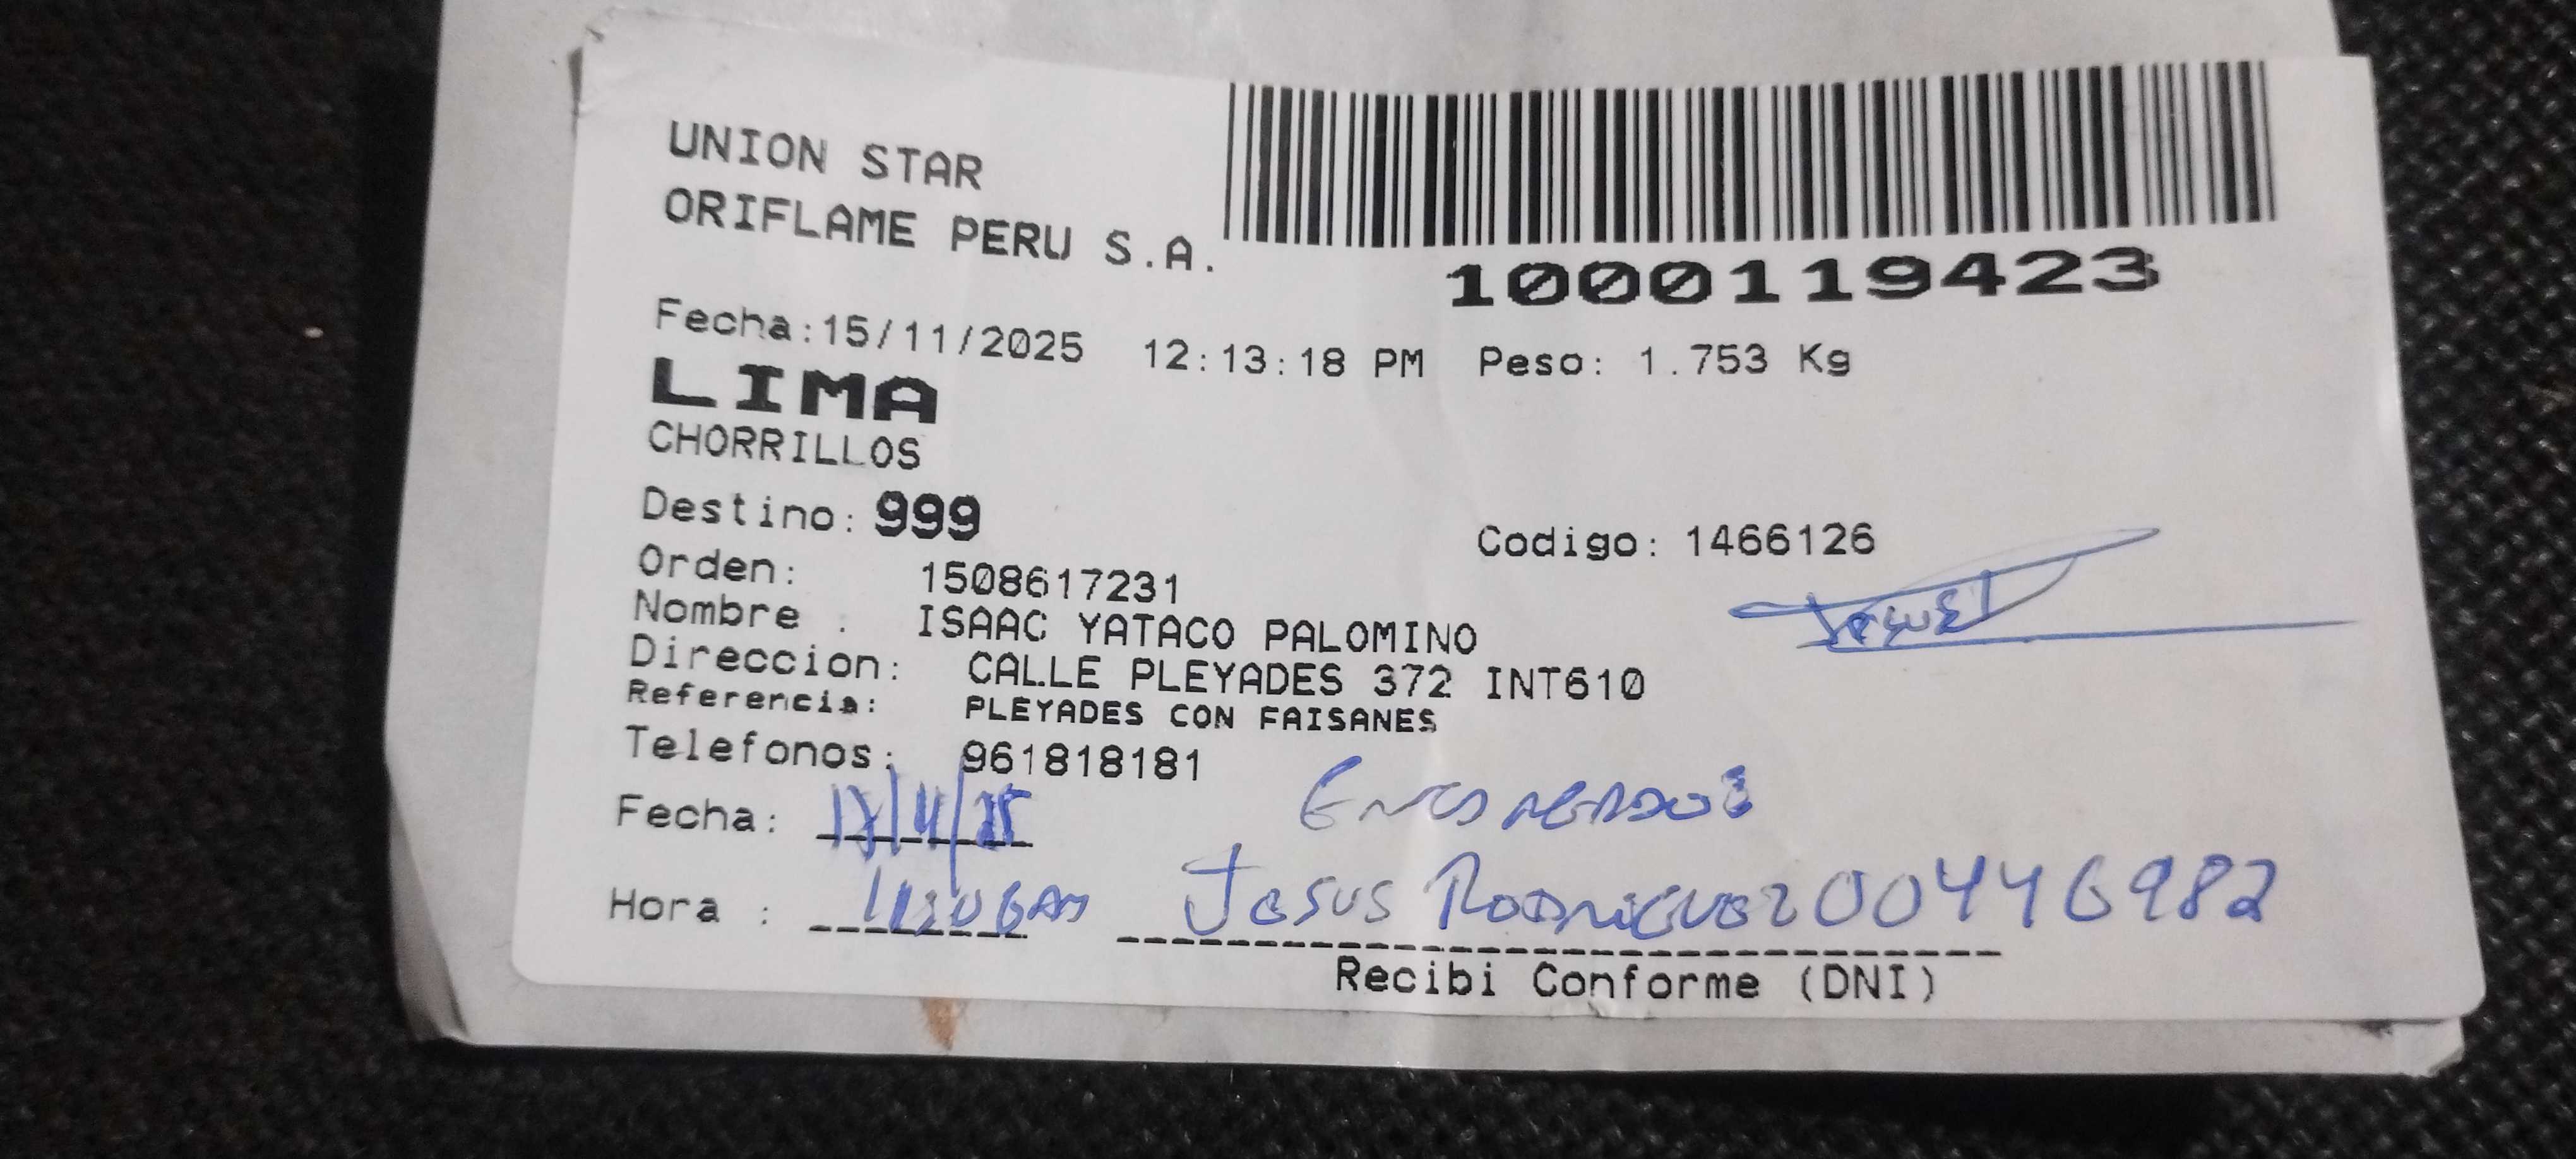 UNION STAR
ORIFLAME PERU S.A.
1000119423
Fecha:15/11/2025 12:13:18 PM Peso: 1.753 Kg
LIMA
CHORRILLOS
Destino: 999
Codigo: 1466126
Orden: 1508617231
Nombre : ISAAC YATACO PALOMINO
Direccion: CALLE PLEYADES 372 INT610
Referencia: PLEYADES CON FAISANES
Telefonos: 961818181
Fecha:
Hora : Jesus Rodriguez 00446982
Recibi Conforme (DNI)